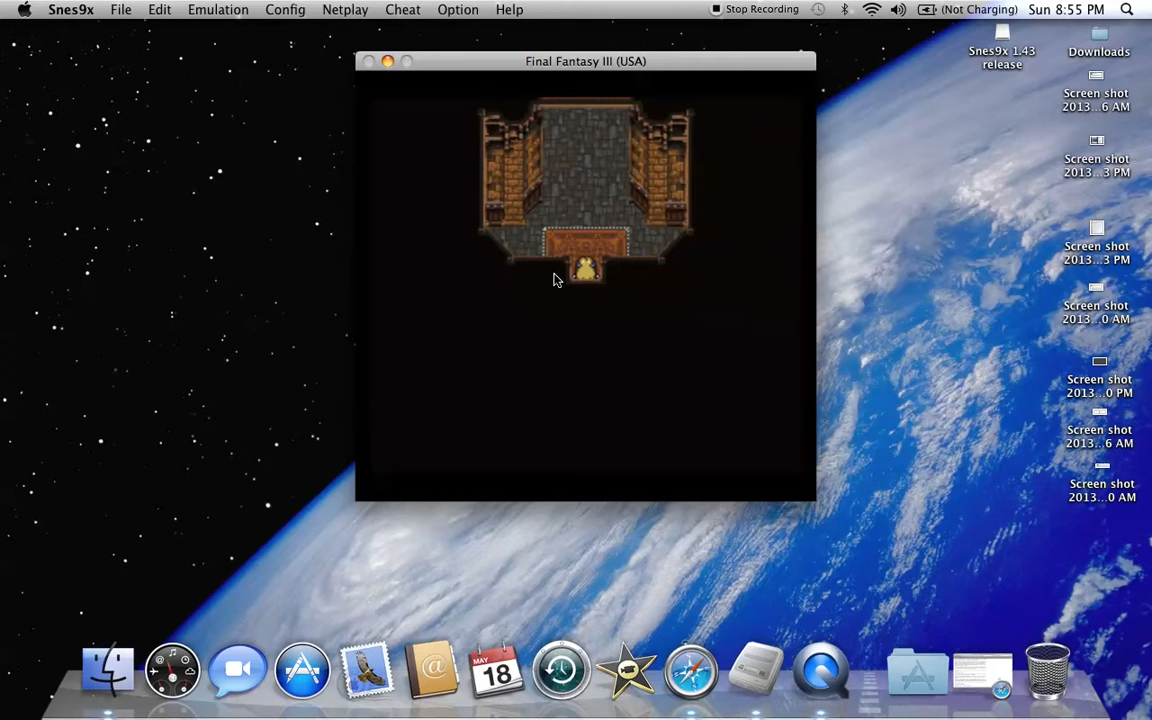 Snes9x File Edit Emulation Config Netplay Cheat Option Help Stop Recording (Not Charging) Sun 8:55 PM
Final Fantasy III (USA)
Snes9x 1.43
release
Downloads
Screen shot
2013...6 AM
Screen shot
2013...3 PM
Screen shot
2013...3 PM
Screen shot
2013...0 AM
Screen shot
2013...0 PM
Screen shot
2013...6 AM
Screen shot
2013...0 AM
MAY
18